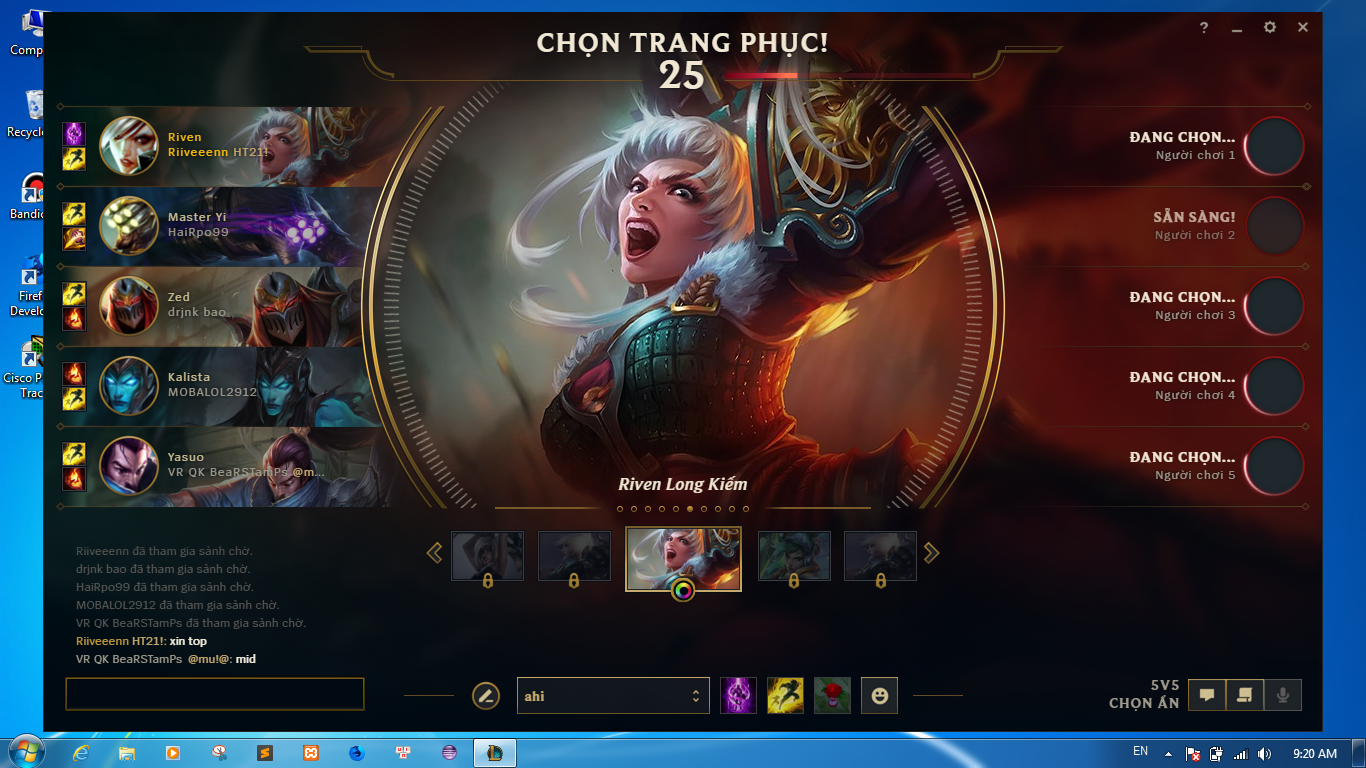 CHỌN TRANG PHỤC!
25
?
Comp
Recycl
Bandic
Firef
Develo
Cisco P
Trac
Riven
Riiveeenn HT21!
Master Yi
HaiRpo99
Zed
drjnk bao
Kalista
MOBALOL2912
Yasuo
VR QK BeaRSTamPs @m...
ĐANG CHỌN...
Người chơi 1
SẴN SÀNG!
Người chơi 2
ĐANG CHỌN...
Người chơi 3
ĐANG CHỌN...
Người chơi 4
ĐANG CHỌN...
Người chơi 5
Riven Long Kiếm
Riiveeenn đã tham gia sảnh chờ.
drjnk bao đã tham gia sảnh chờ.
HaiRpo99 đã tham gia sảnh chờ.
MOBALOL2912 đã tham gia sảnh chờ.
VR QK BeaRSTamPs đã tham gia sảnh chờ.
Riiveeenn HT21!: xin top
VR QK BeaRSTamPs @mu!@: mid
ahi
5V5
CHỌN ẨN
EN
9:20 AM